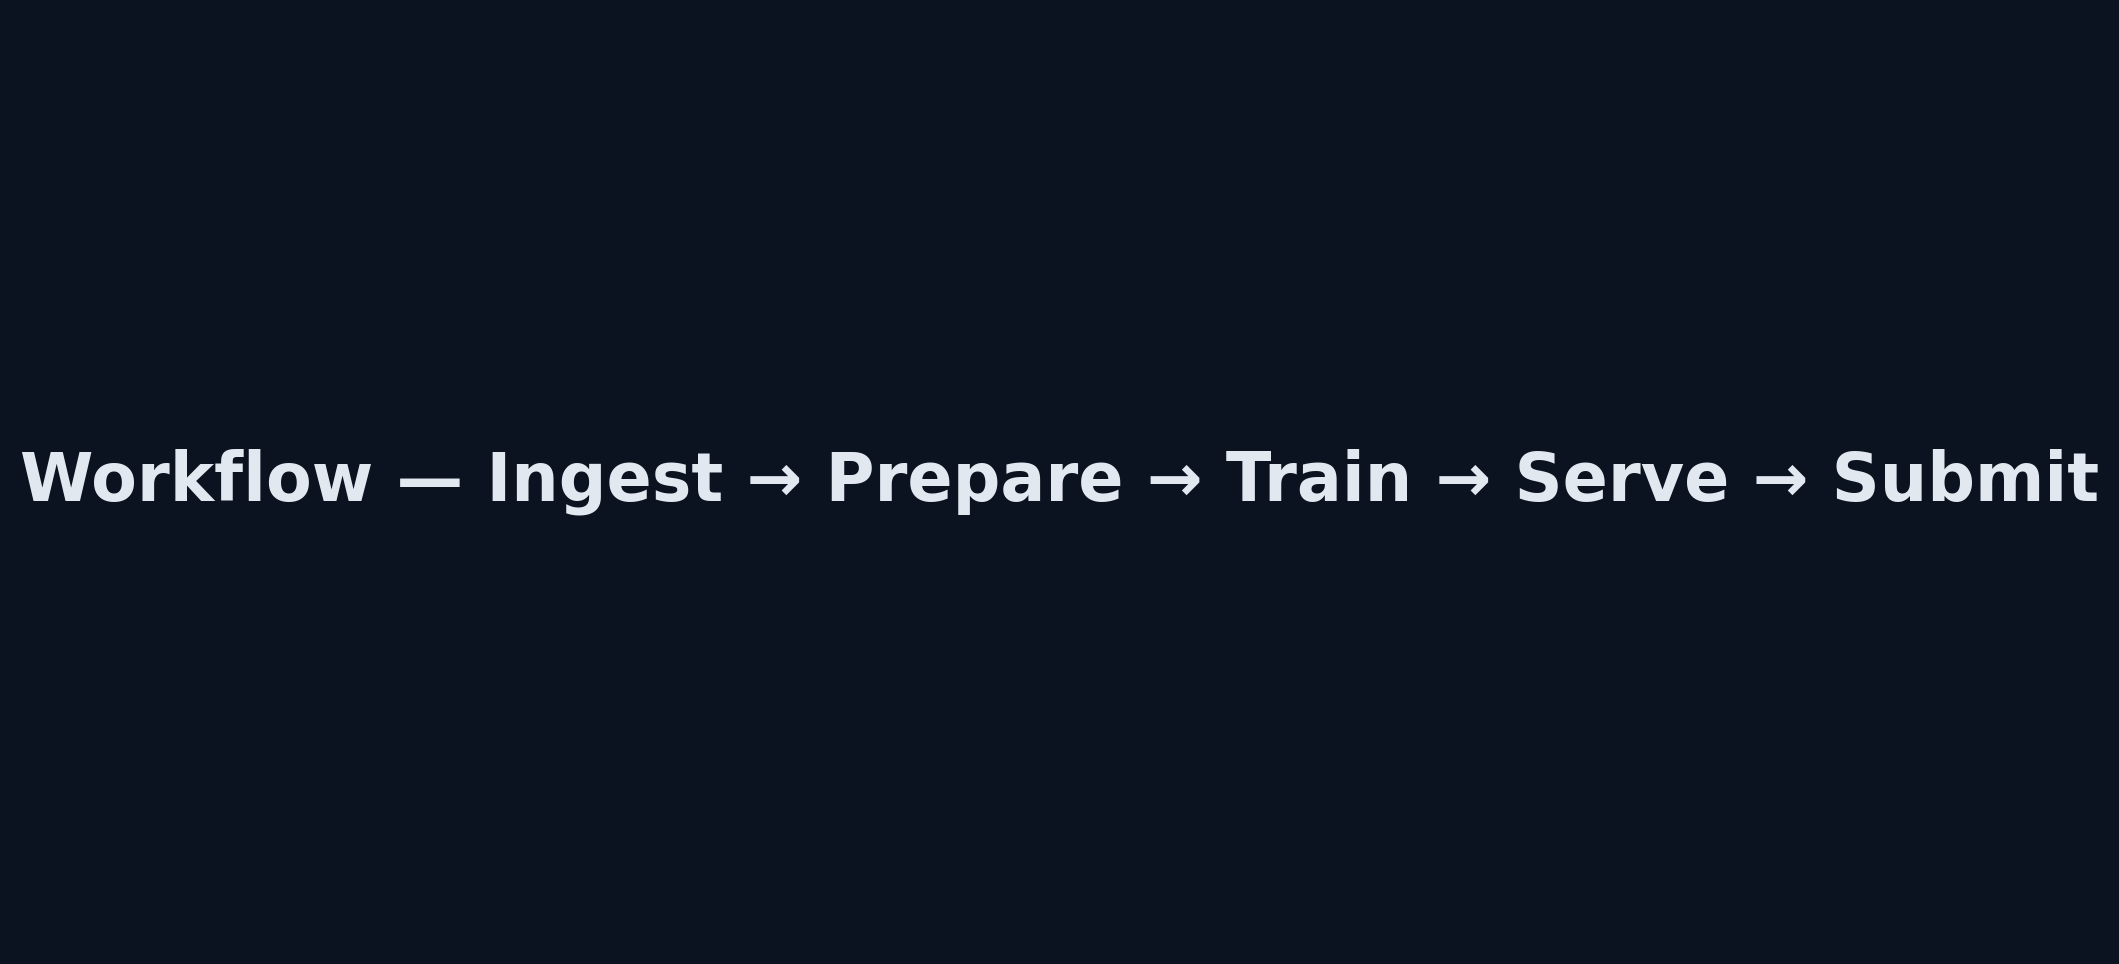 Workflow — Ingest → Prepare → Train → Serve → Submit